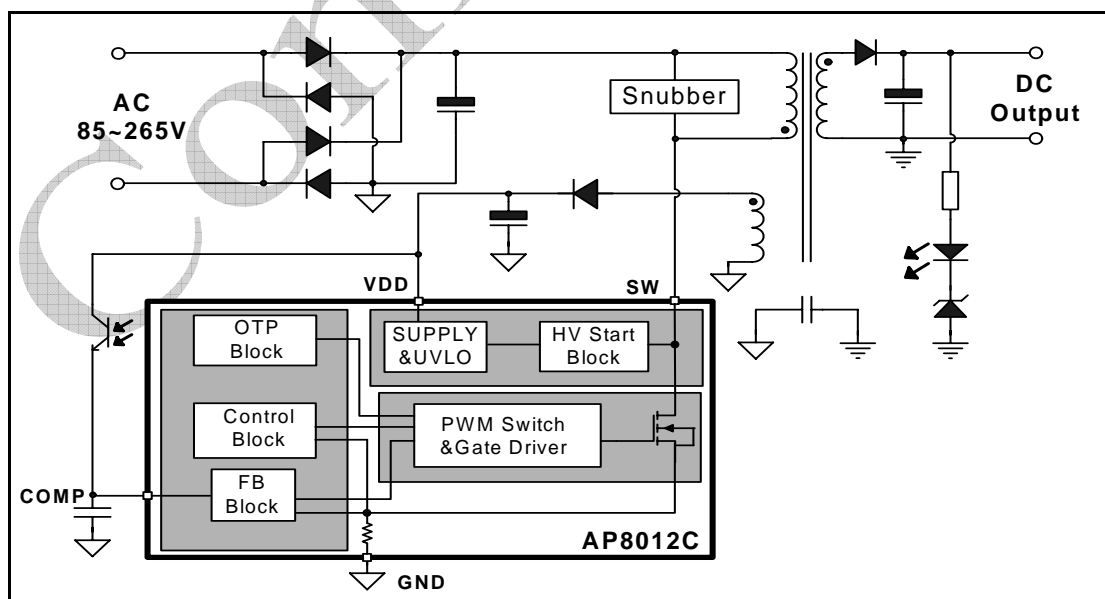 Com
AC
85~265V
Snubber
DC
Output
VDD
SW
OTP
Block
SUPPLY
&UVLO
HV Start
Block
Control
Block
PWM Switch
&Gate Driver
FB
Block
COMP
AP8012C
GND